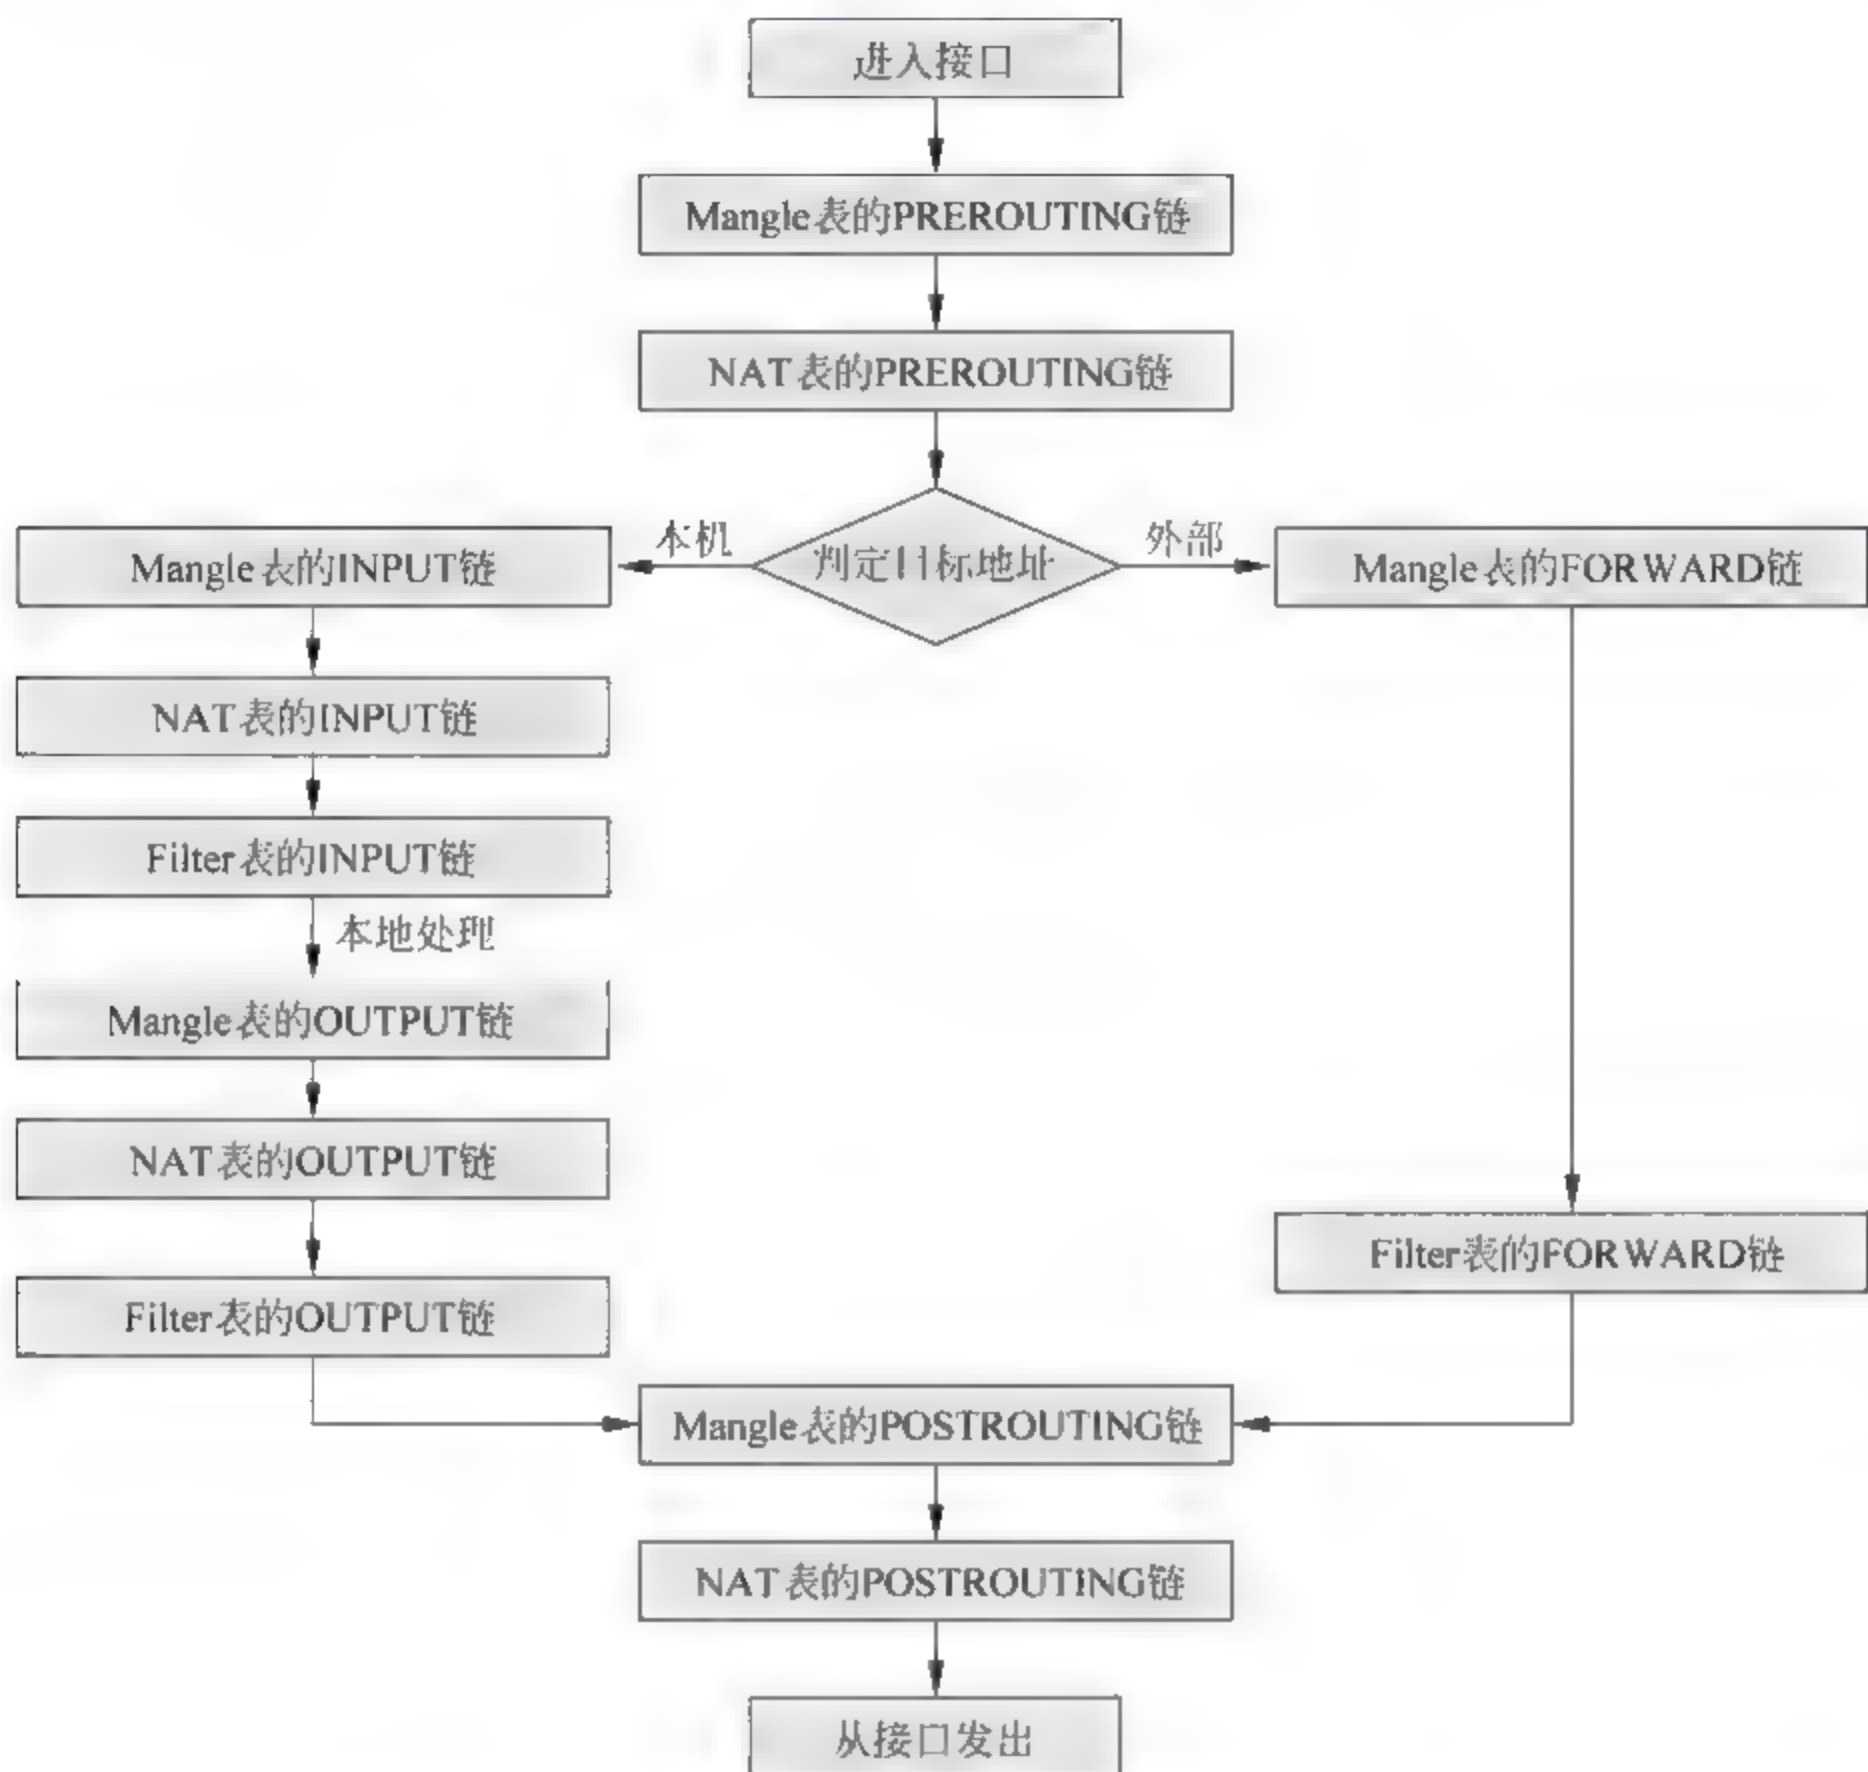 进入接口
Mangle表的PREROUTING链
NAT表的PREROUTING链
判定目标地址
本机
外部
Mangle表的INPUT链
NAT表的INPUT链
Filter表的INPUT链
本地处理
Mangle表的OUTPUT链
NAT表的OUTPUT链
Filter表的OUTPUT链
Mangle表的FORWARD链
Filter表的FORWARD链
Mangle表的POSTROUTING链
NAT表的POSTROUTING链
从接口发出